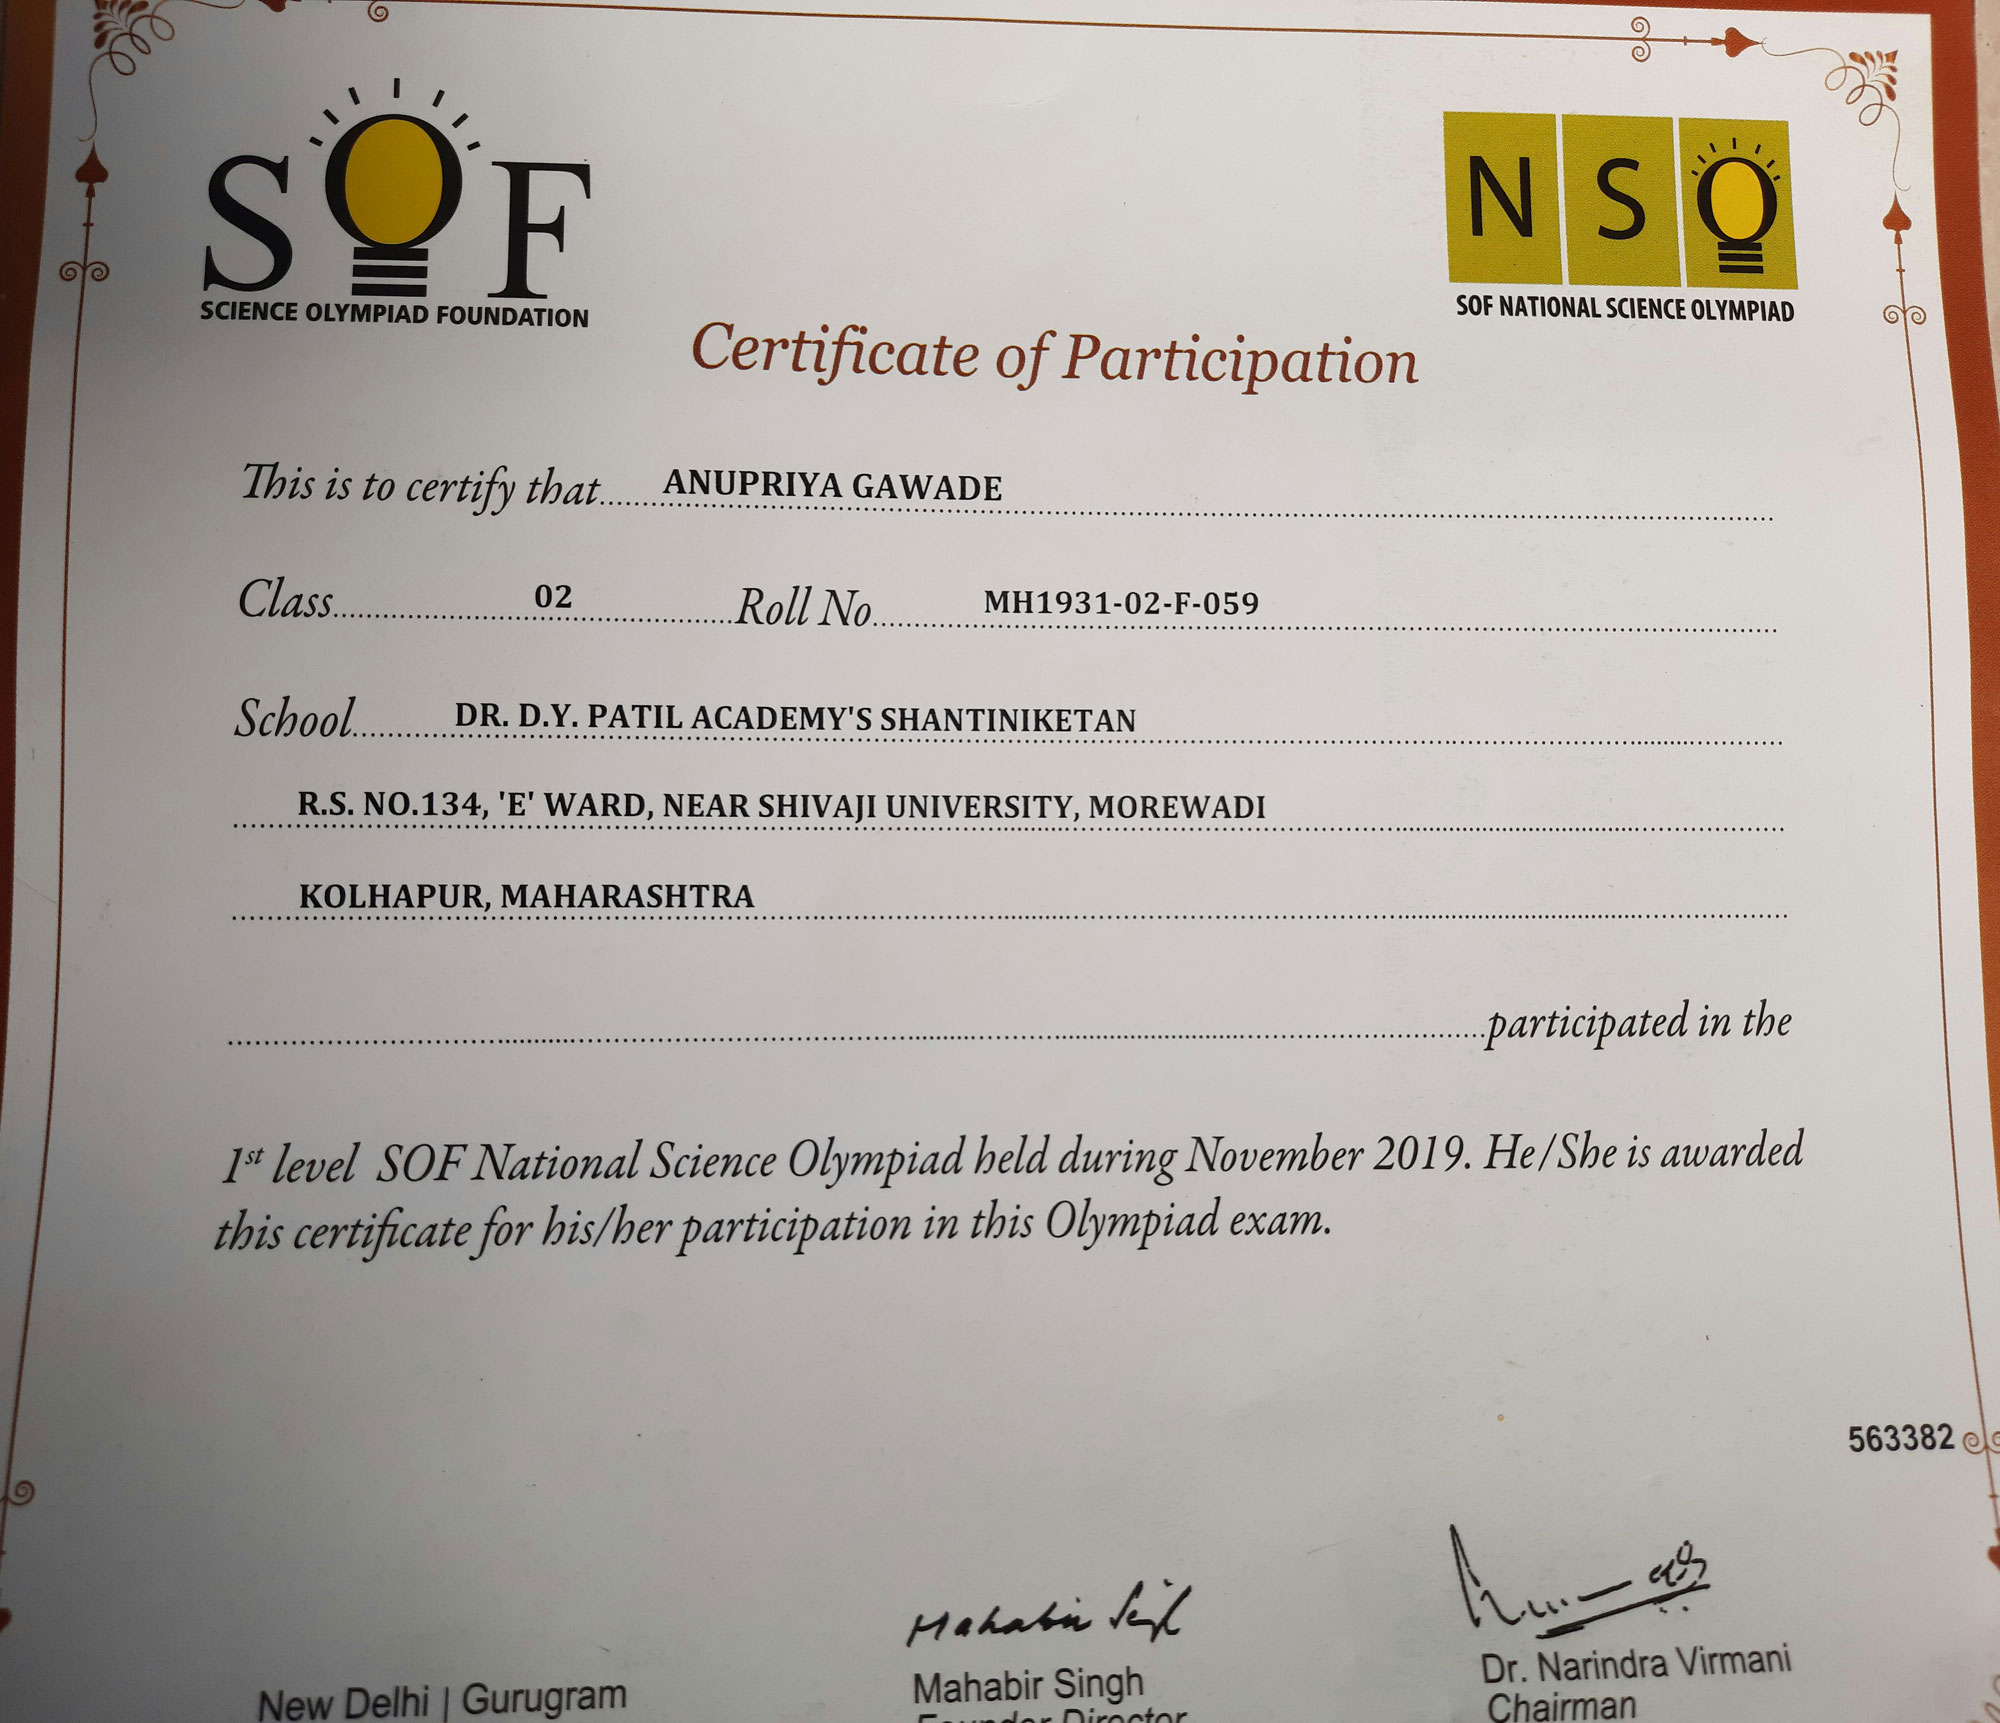 SOF
SCIENCE OLYMPIAD FOUNDATION
NSO
SOF NATIONAL SCIENCE OLYMPIAD
Certificate of Participation
This is to certify that ANUPRIYA GAWADE
Class 02 Roll No MH1931-02-F-059
School DR. D.Y. PATIL ACADEMY'S SHANTINIKETAN
R.S. NO.134, 'E' WARD, NEAR SHIVAJI UNIVERSITY, MOREWADI
KOLHAPUR, MAHARASHTRA
participated in the
1st level SOF National Science Olympiad held during November 2019. He/She is awarded
this certificate for his/her participation in this Olympiad exam.
563382
Mahabir Singh
New Delhi | Gurugram
Mahabir Singh
Founder Director
Dr. Narindra Virmani
Chairman